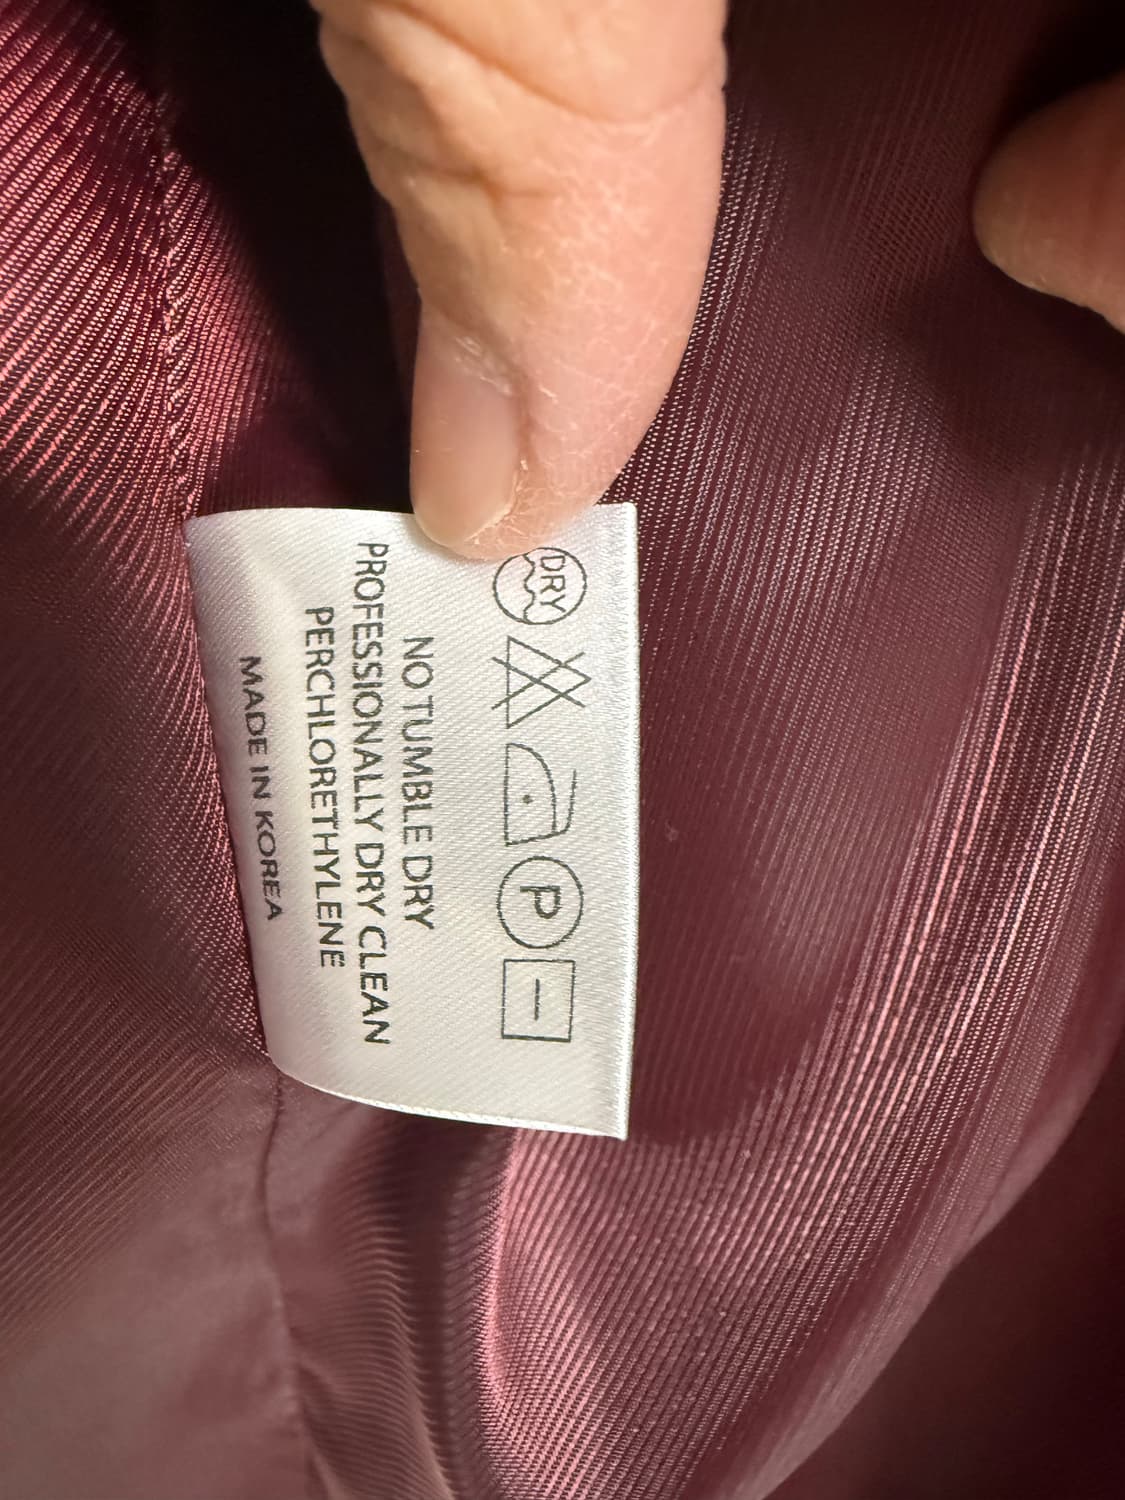 DRY P
NO TUMBLE DRY
PROFESSIONALLY DRY CLEAN
PERCHLORETHYLENE
MADE IN KOREA